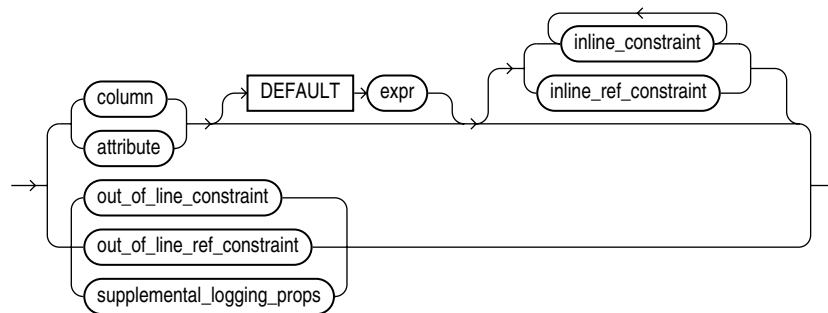 inline_constraint
DEFAULT expr
column
inline_ref_constraint
attribute
out_of_line_constraint
out_of_line_ref_constraint
supplemental_logging_props